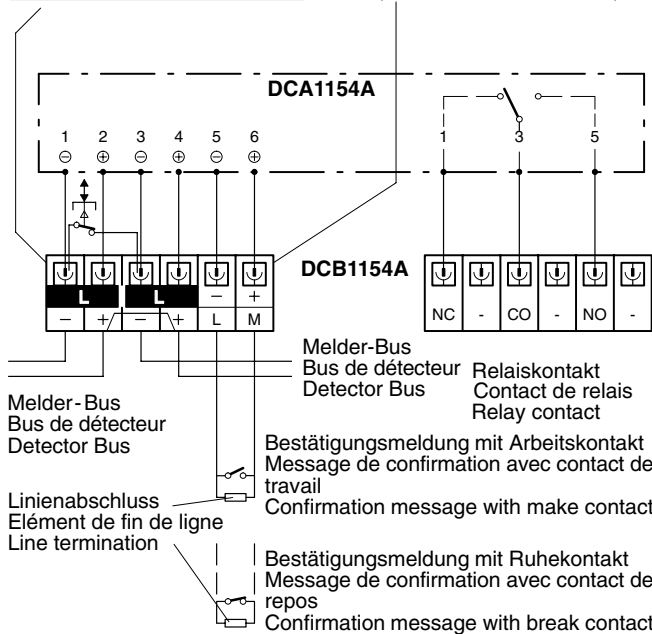 DCA1154A
1 2 3 4 5 6 1 3 5
⊖ ⊕ ⊖ ⊕ ⊖ ⊕
DCB1154A
L L − +
− + − + L M
NC - CO - NO -
Melder-Bus
Bus de détecteur
Detector Bus
Relaiskontakt
Contact de relais
Relay contact
Melder-Bus
Bus de détecteur
Detector Bus
Bestätigungsmeldung mit Arbeitskontakt
Message de confirmation avec contact de
travail
Confirmation message with make contact
Linienabschluss
Elément de fin de ligne
Line termination
Bestätigungsmeldung mit Ruhekontakt
Message de confirmation avec contact de
repos
Confirmation message with break contact